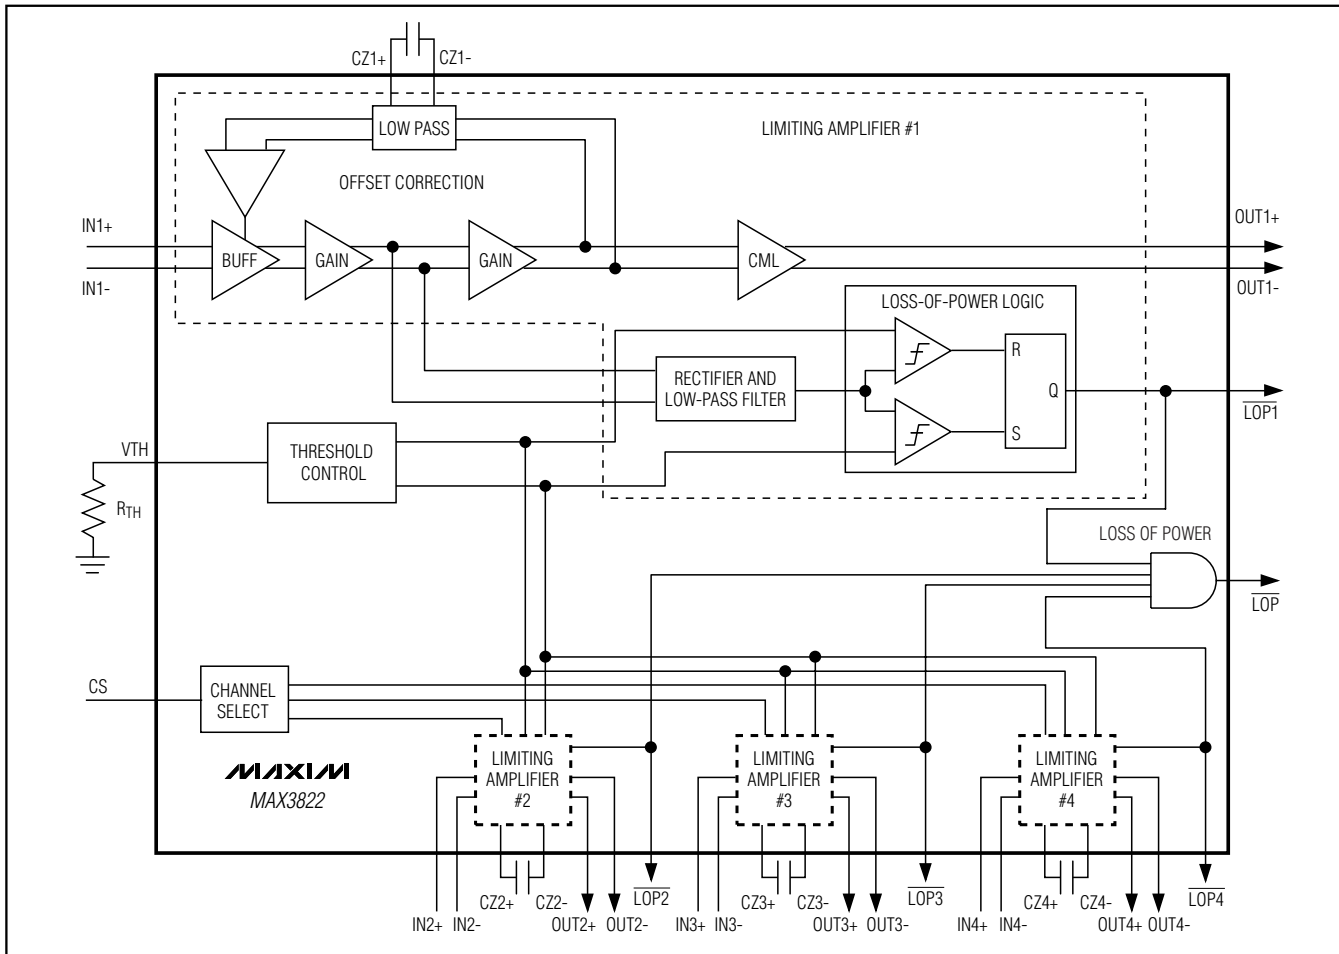 CZ1+
CZ1-
LOW PASS
LIMITING AMPLIFIER #1
OFFSET CORRECTION
IN1+
IN1-
BUFF
GAIN
GAIN
CML
OUT1+
OUT1-
LOSS-OF-POWER LOGIC
R
Q
S
RECTIFIER AND
LOW-PASS FILTER
LOP1
VTH
THRESHOLD
CONTROL
RTH
LOSS OF POWER
LOP
CS
CHANNEL
SELECT
MAXIM
MAX3822
LIMITING
AMPLIFIER
#2
LIMITING
AMPLIFIER
#3
LIMITING
AMPLIFIER
#4
IN2+
IN2-
CZ2+
CZ2-
OUT2+
OUT2-
LOP2
IN3+
IN3-
CZ3+
CZ3-
OUT3+
OUT3-
LOP3
IN4+
IN4-
CZ4+
CZ4-
OUT4+
OUT4-
LOP4